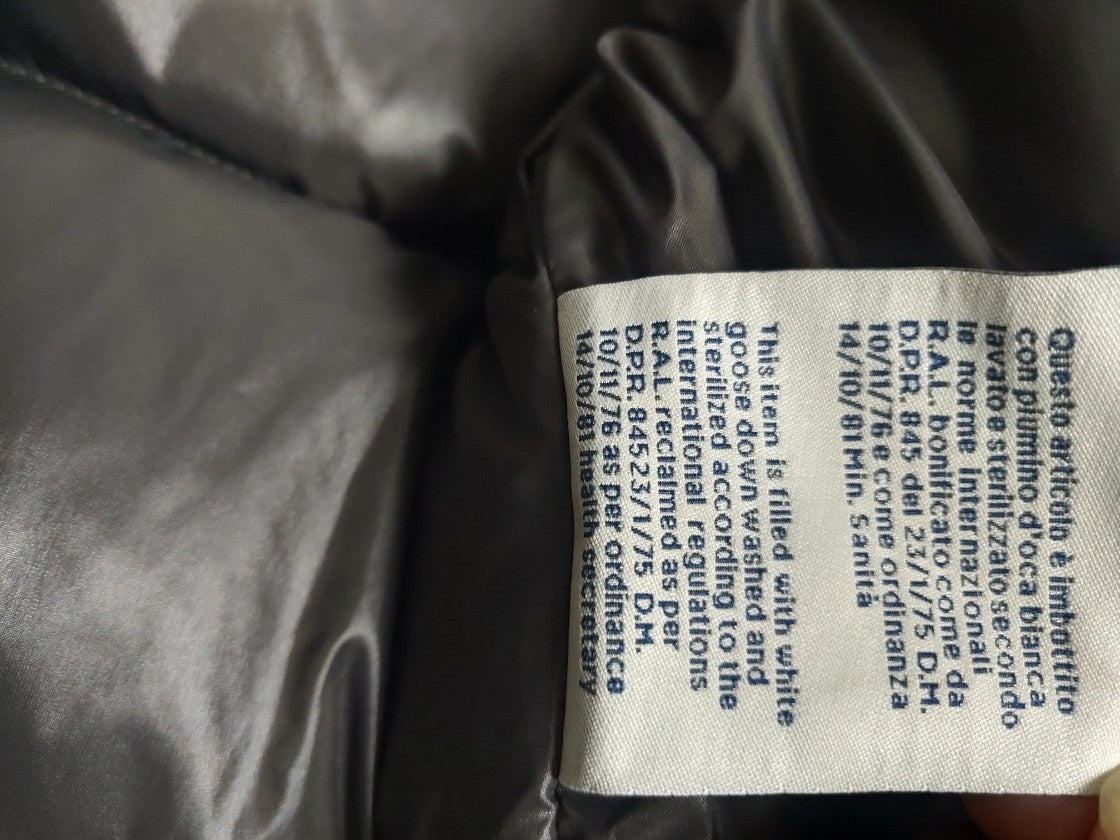 Questo articolo è imbottito
con piumino d'oca bianca
lavato e sterilizzato secondo
le norme internazionali
R.A.L. bonificato come da
D.P.R. 845 del 23/1/75 D.M.
10/11/76 e come ordinanza
14/10/81 Min. Sanitá
This item is filled with white
goose down washed and
sterilized according to the
international regulations
R.A.L. reclaimed as per
D.P.R. 845 23/1/75 D.M.
10/11/76 as per ordinance
14/10/81 health secretary